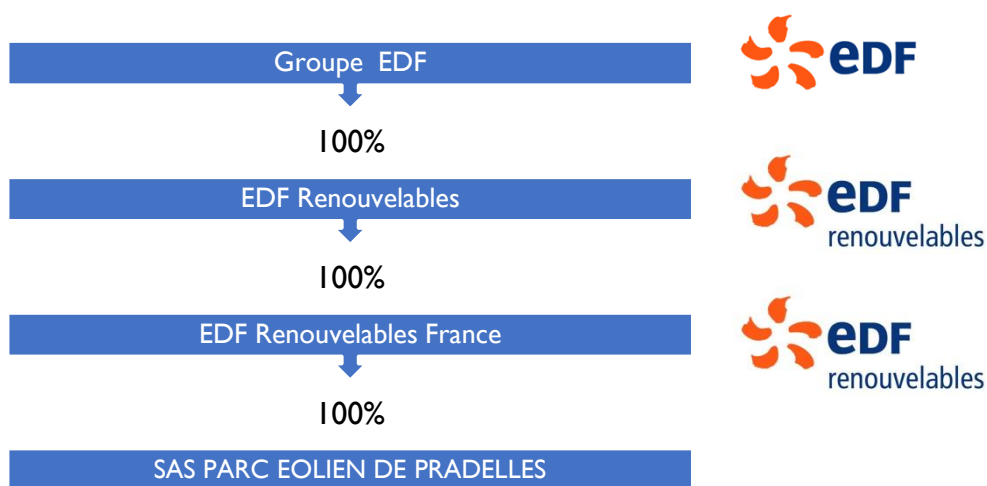 Groupe EDF
eDF
100%
EDF Renouvelables
eDF
renouvelables
100%
EDF Renouvelables France
eDF
renouvelables
100%
SAS PARC EOLIEN DE PRADELLES